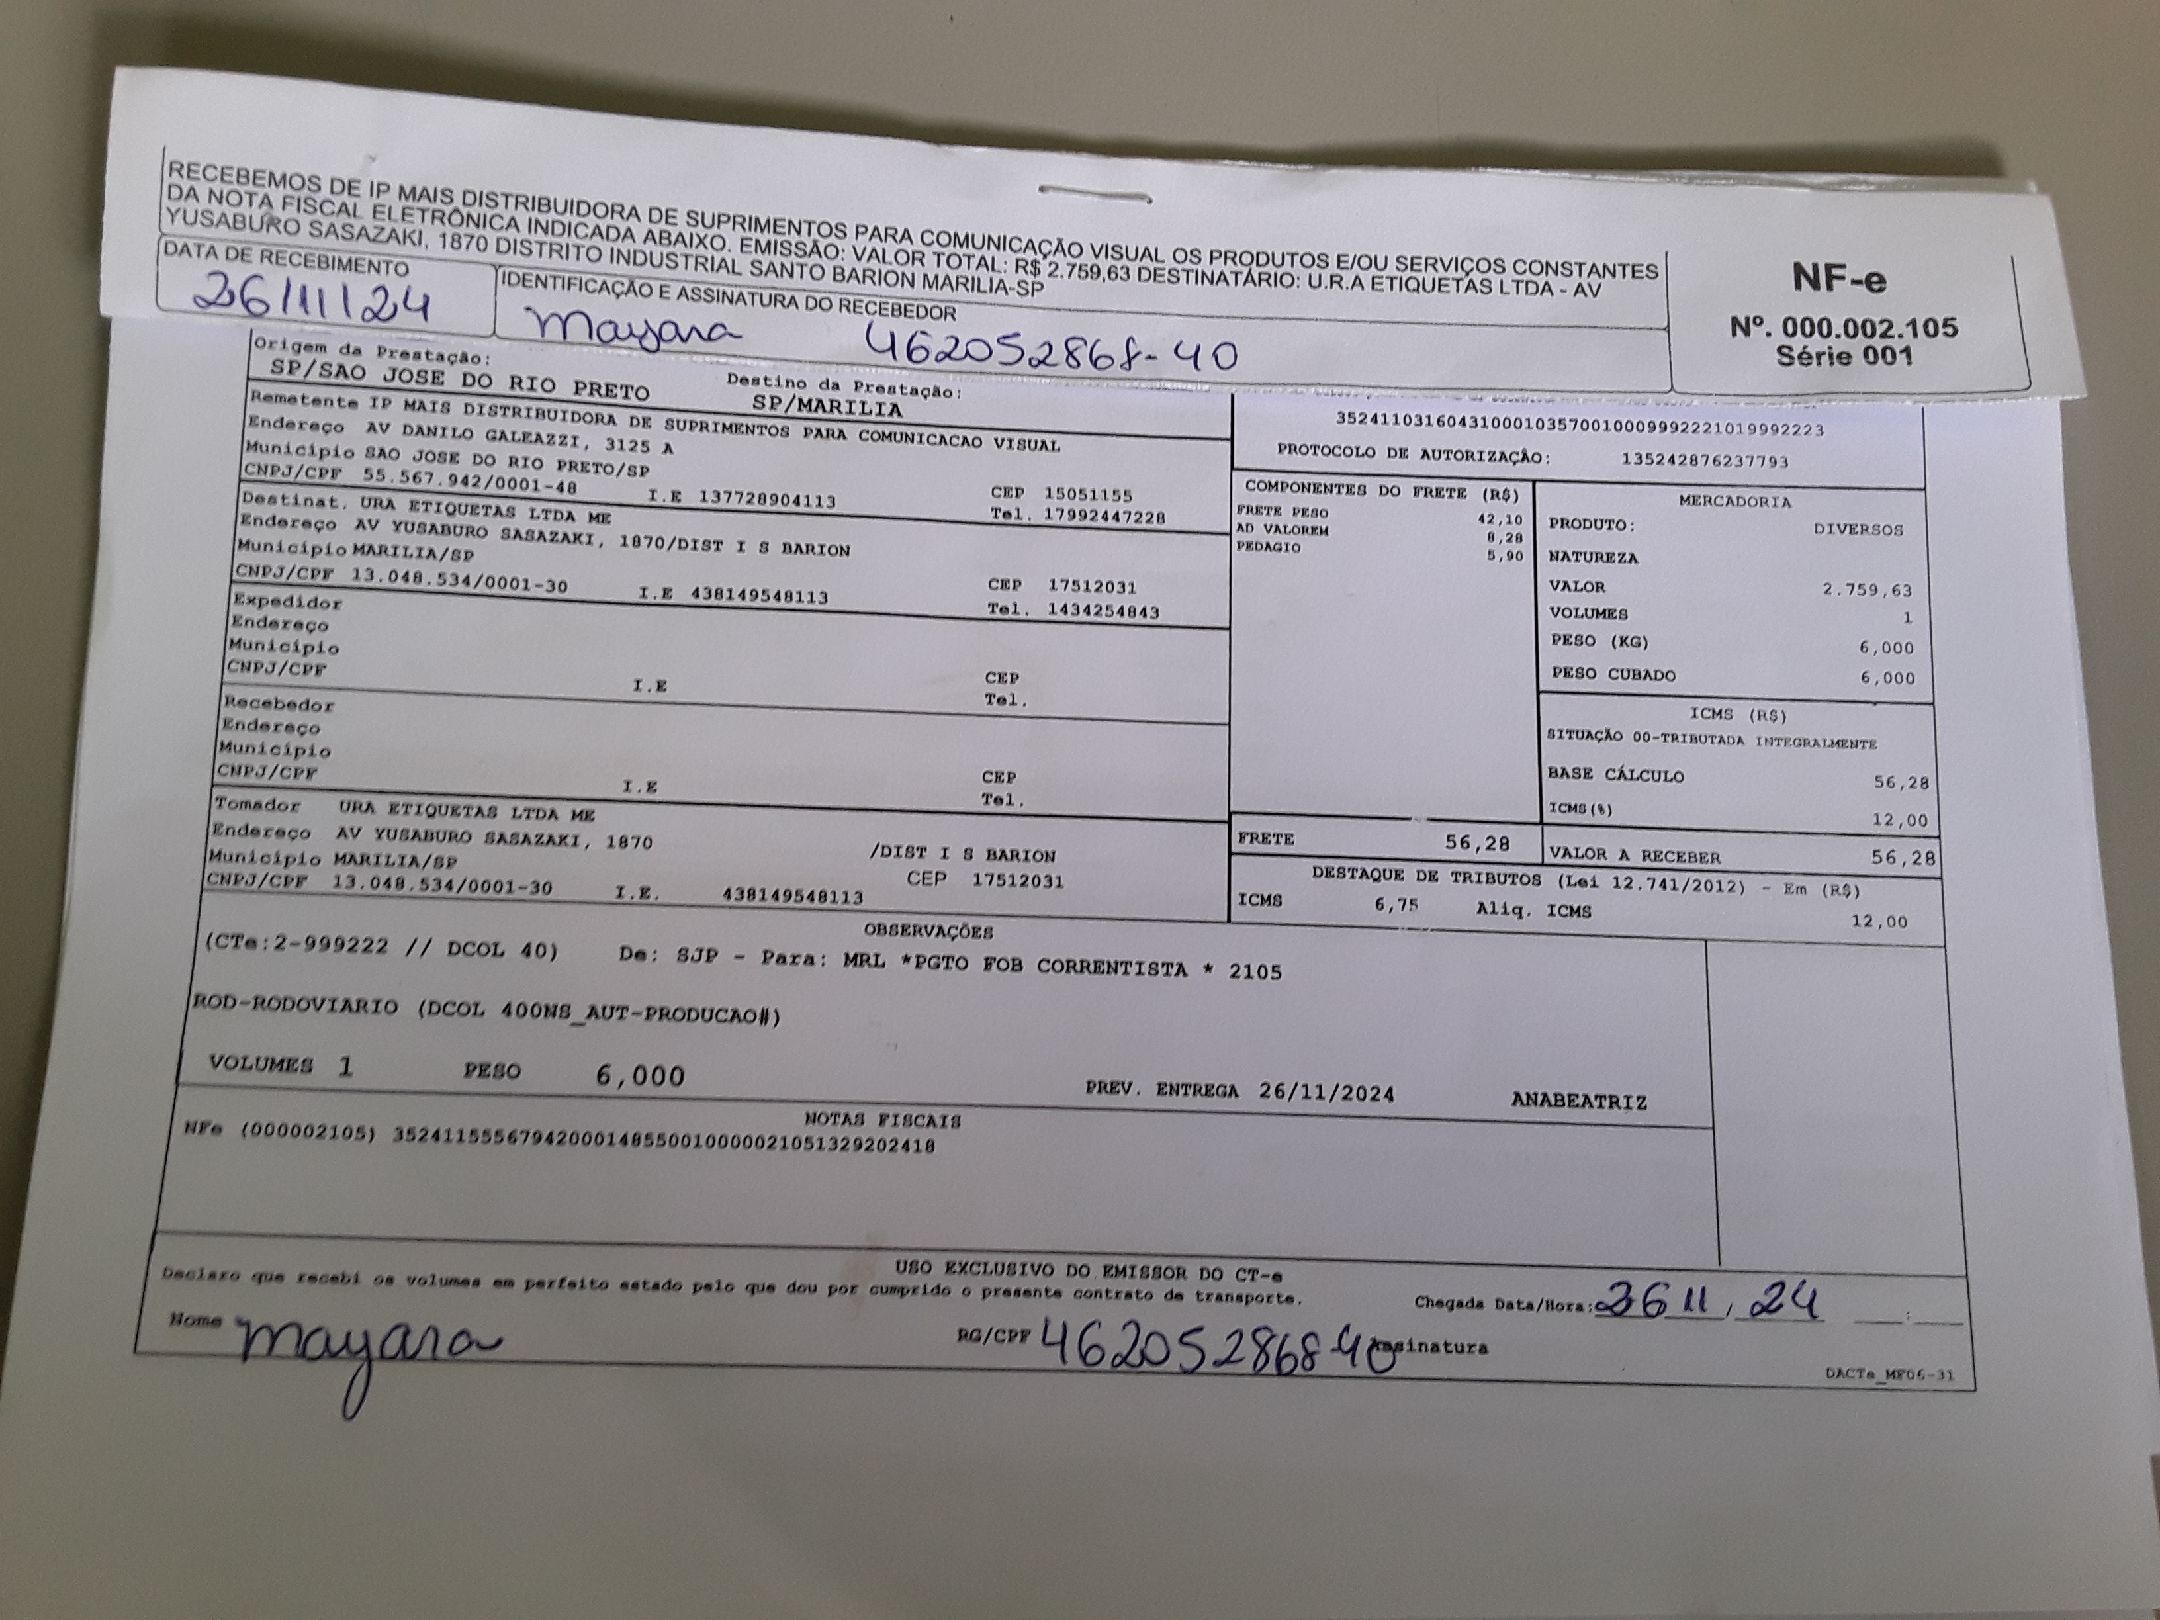 RECEBEMOS DE IP MAIS DISTRIBUIDORA DE SUPRIMENTOS PARA COMUNICAÇÃO VISUAL OS PRODUTOS E/OU SERVIÇOS CONSTANTES
DA NOTA FISCAL ELETRÔNICA INDICADA ABAIXO. EMISSÃO: VALOR TOTAL: R$ 2.759,63 DESTINATÁRIO: U.R.A ETIQUETAS LTDA - AV
YUSABURO SASAZAKI, 1870 DISTRITO INDUSTRIAL SANTO BARION MARILIA-SP
NF-e
Nº. 000.002.105
Série 001
DATA DE RECEBIMENTO
26/11/24
IDENTIFICAÇÃO E ASSINATURA DO RECEBEDOR
Mayara 462052868-40
Origem da Prestação:
SP/SAO JOSE DO RIO PRETO
Destino da Prestação:
SP/MARILIA
Remetente IP MAIS DISTRIBUIDORA DE SUPRIMENTOS PARA COMUNICACAO VISUAL
Endereço AV DANILO GALEAZZI, 3125 A
Município SAO JOSE DO RIO PRETO/SP
CEP 15051155
CNPJ/CPF 55.567.942/0001-48 I.E 137728904113 Tel. 17992447228
Destinat. URA ETIQUETAS LTDA ME
Endereço AV YUSABURO SASAZAKI, 1870/DIST I S BARION
Município MARILIA/SP CEP 17512031
CNPJ/CPF 13.048.534/0001-30 I.E 438149548113 Tel. 1434254843
Expedidor
Endereço
Município CEP
CNPJ/CPF I.E Tel.
Recebedor
Endereço
Município CEP
CNPJ/CPF I.E Tel.
Tomador URA ETIQUETAS LTDA ME
Endereço AV YUSABURO SASAZAKI, 1870 /DIST I S BARION
Município MARILIA/SP CEP 17512031
CNPJ/CPF 13.048.534/0001-30 I.E. 438149548113
35241103160431000103570010009992221019992223
PROTOCOLO DE AUTORIZAÇÃO: 135242876237793
COMPONENTES DO FRETE (R$)
FRETE PESO 42,10
AD VALOREM 8,28
PEDAGIO 5,90
MERCADORIA
PRODUTO: DIVERSOS
NATUREZA
VALOR 2.759,63
VOLUMES 1
PESO (KG) 6,000
PESO CUBADO 6,000
ICMS (R$)
SITUAÇÃO 00-TRIBUTADA INTEGRALMENTE
BASE CÁLCULO 56,28
ICMS(%) 12,00
FRETE 56,28
VALOR A RECEBER 56,28
DESTAQUE DE TRIBUTOS (Lei 12.741/2012) - Em (R$)
ICMS 6,75 Aliq. ICMS 12,00
OBSERVAÇÕES
(CTe:2-999222 // DCOL 40) De: SJP - Para: MRL *PGTO FOB CORRENTISTA * 2105
ROD-RODOVIARIO (DCOL 400NS_AUT-PRODUCAO#)
VOLUMES 1 PESO 6,000 PREV. ENTREGA 26/11/2024 ANABEATRIZ
NOTAS FISCAIS
NFe (000002105) 35241155567942000148550010000021051329202418
USO EXCLUSIVO DO EMISSOR DO CT-e
Declaro que recebi os volumes em perfeito estado pelo que dou por cumprido o presente contrato de transporte.
Chegada Data/Hora: 26 11, 24 :
Nome Mayara RG/CPF 46205286840 Assinatura
DACTe_MF06-31